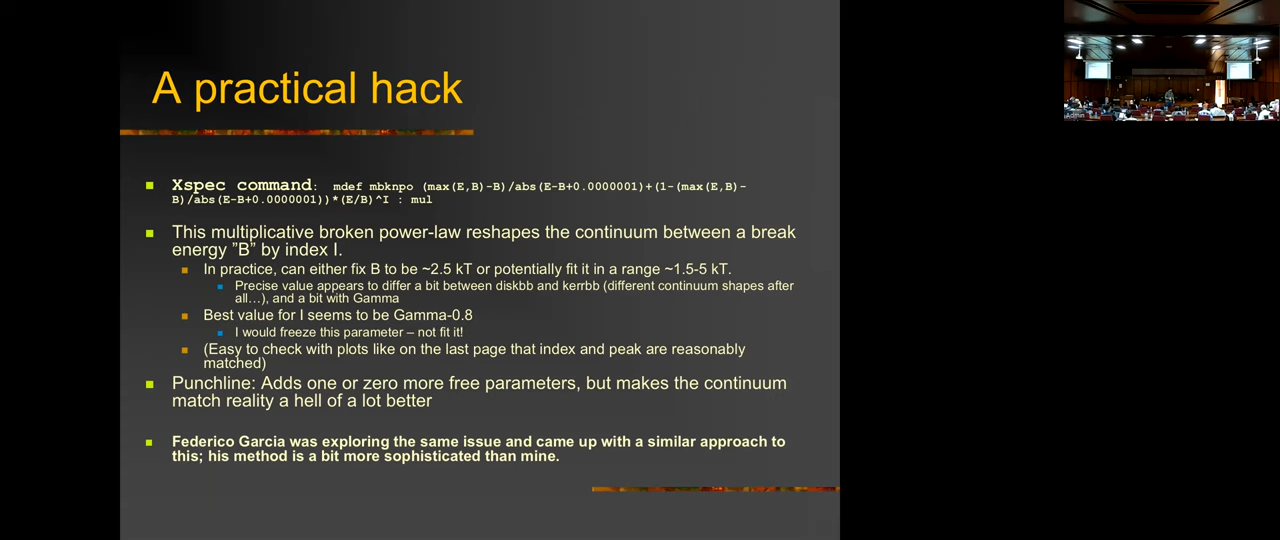 A practical hack
Xspec command: mdef mbknpo (max(E,B)-B)/abs(E-B+0.0000001)+(1-(max(E,B)-
B)/abs(E-B+0.0000001))*(E/B)^I : mul
This multiplicative broken power-law reshapes the continuum between a break
energy ”B” by index I.
In practice, can either fix B to be ~2.5 kT or potentially fit it in a range ~1.5-5 kT.
Precise value appears to differ a bit between diskbb and kerrbb (different continuum shapes after
all…), and a bit with Gamma
Best value for I seems to be Gamma-0.8
I would freeze this parameter – not fit it!
(Easy to check with plots like on the last page that index and peak are reasonably
matched)
Punchline: Adds one or zero more free parameters, but makes the continuum
match reality a hell of a lot better
Federico Garcia was exploring the same issue and came up with a similar approach to
this; his method is a bit more sophisticated than mine.
Admin